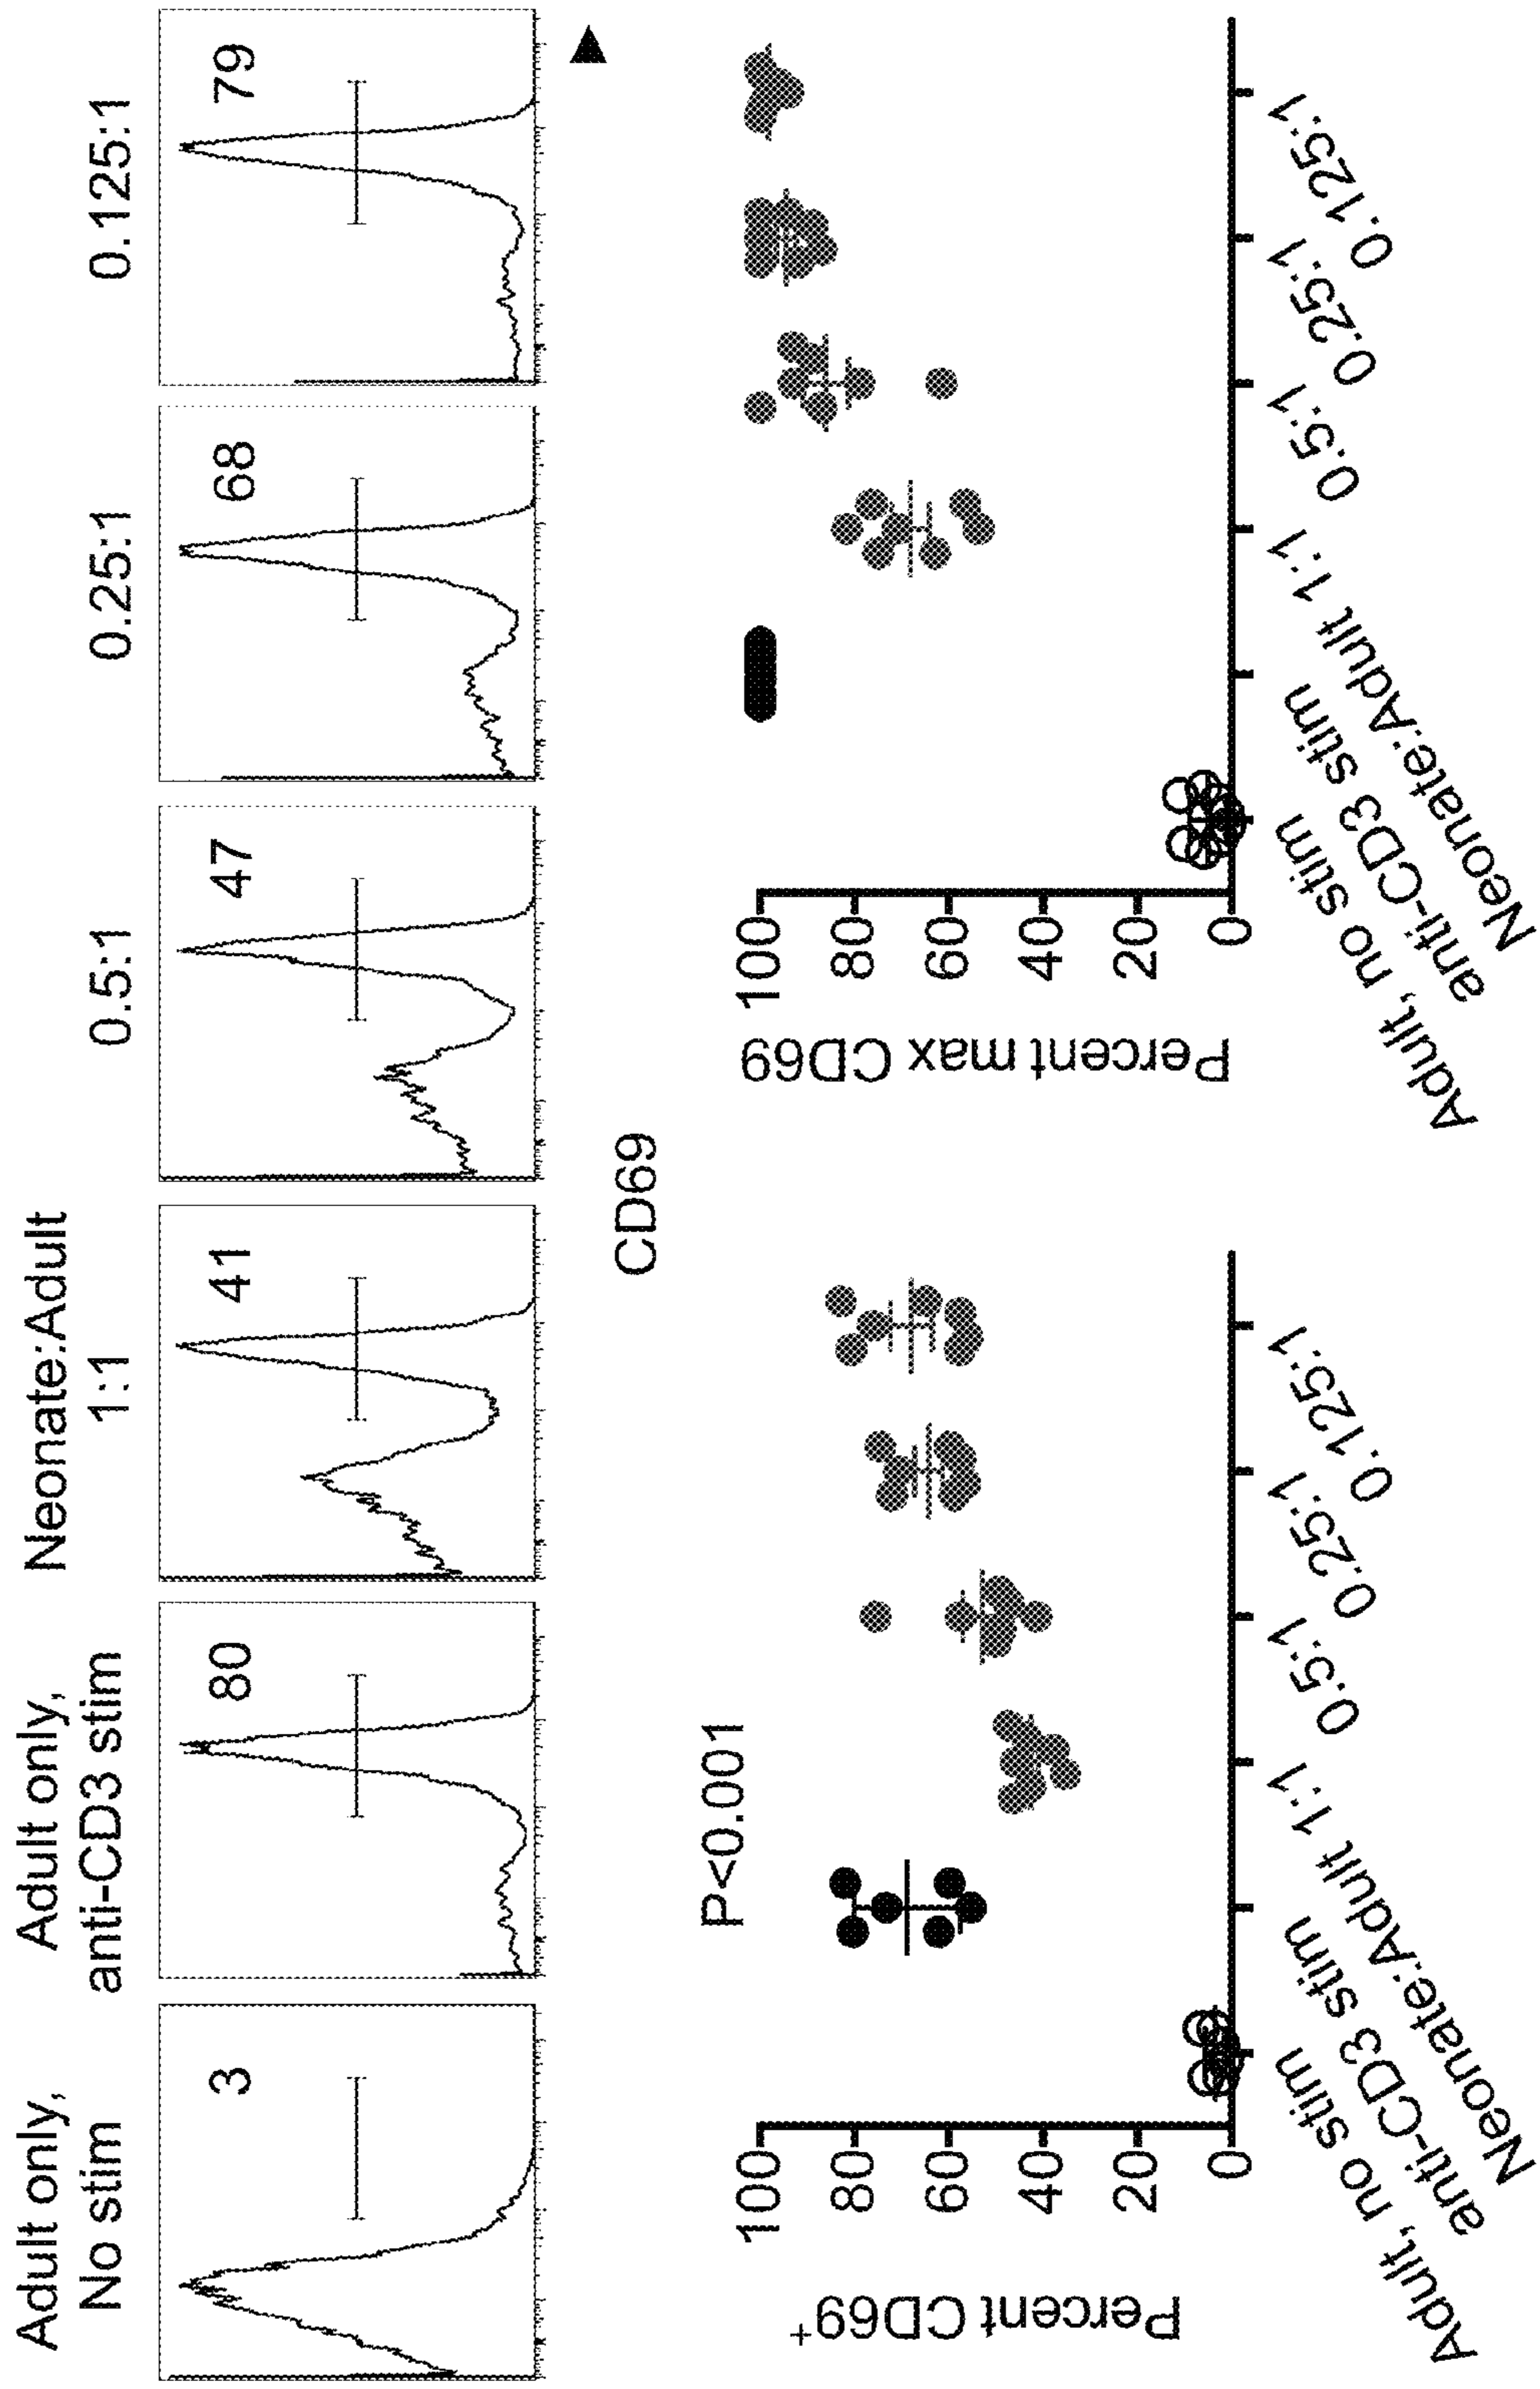 Adult only,
No stim
Adult only,
anti-CD3 stim
Neonate:Adult
1:1
0.5:1
0.25:1
0.125:1
3
80
41
47
68
79
CD69
P<0.001
Percent CD69+
100
80
60
40
20
0
Adult, no stim
anti-CD3 stim
Neonate:Adult 1:1
0.5:1
0.25:1
0.125:1
Percent max CD69
100
80
60
40
20
0
Adult, no stim
anti-CD3 stim
Neonate:Adult 1:1
0.5:1
0.25:1
0.125:1